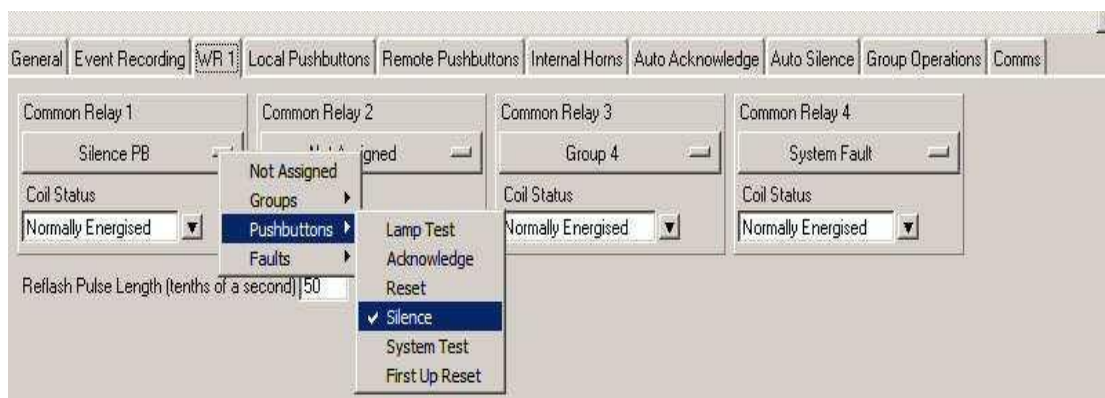 General Event Recording WR 1 Local Pushbuttons Remote Pushbuttons Internal Horns Auto Acknowledge Auto Silence Group Operations Comms
Common Relay 1 Common Relay 2 Common Relay 3 Common Relay 4
Silence PB Group 4 System Fault
Not Assigned
Groups
Pushbuttons
Faults
Lamp Test
Acknowledge
Reset
Silence
System Test
First Up Reset
Coil Status Coil Status Coil Status
Normally Energised Normally Energised Normally Energised
Reflash Pulse Length (tenths of a second) 50